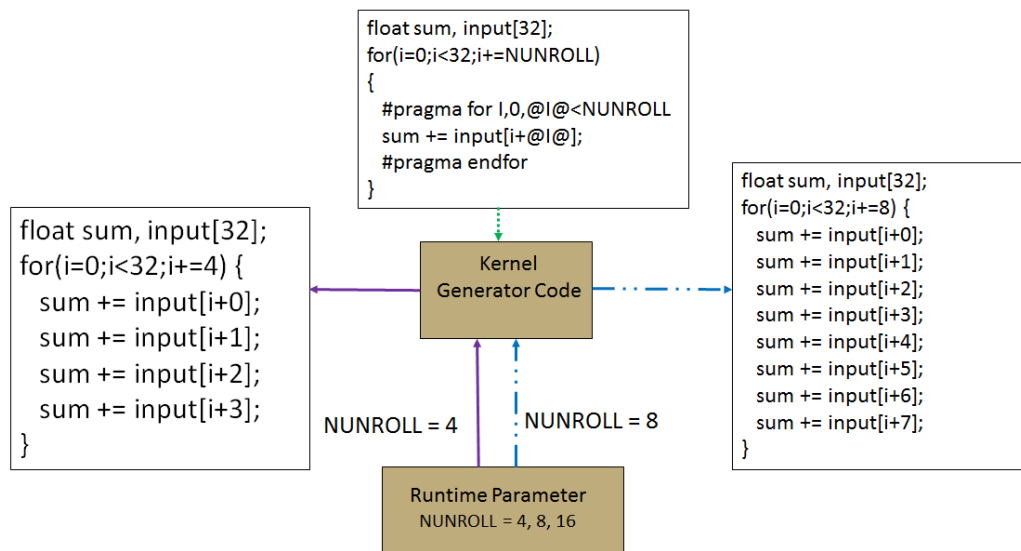 float sum, input[32];
for(i=0;i<32;i+=NUNROLL)
{
#pragma for I,0,@I@<NUNROLL
sum += input[i+@I@];
#pragma endfor
}
float sum, input[32];
for(i=0;i<32;i+=4) {
sum += input[i+0];
sum += input[i+1];
sum += input[i+2];
sum += input[i+3];
}
Kernel
Generator Code
float sum, input[32];
for(i=0;i<32;i+=8) {
sum += input[i+0];
sum += input[i+1];
sum += input[i+2];
sum += input[i+3];
sum += input[i+4];
sum += input[i+5];
sum += input[i+6];
sum += input[i+7];
}
NUNROLL = 4
NUNROLL = 8
Runtime Parameter
NUNROLL = 4, 8, 16